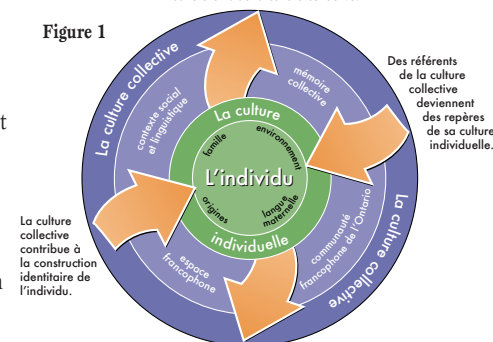 Figure 1
La culture collective
contexte social
et linguistique
mémoire
collective
Des référents
de la culture
collective
deviennent
des repères
de sa culture
individuelle.
La culture
famille
environnement
L'individu
origines
langue
maternelle
individuelle
La culture
collective
contribue à
la construction
identitaire de
l'individu.
espace
francophone
communauté
francophone de l'Ontario
La culture collective
t